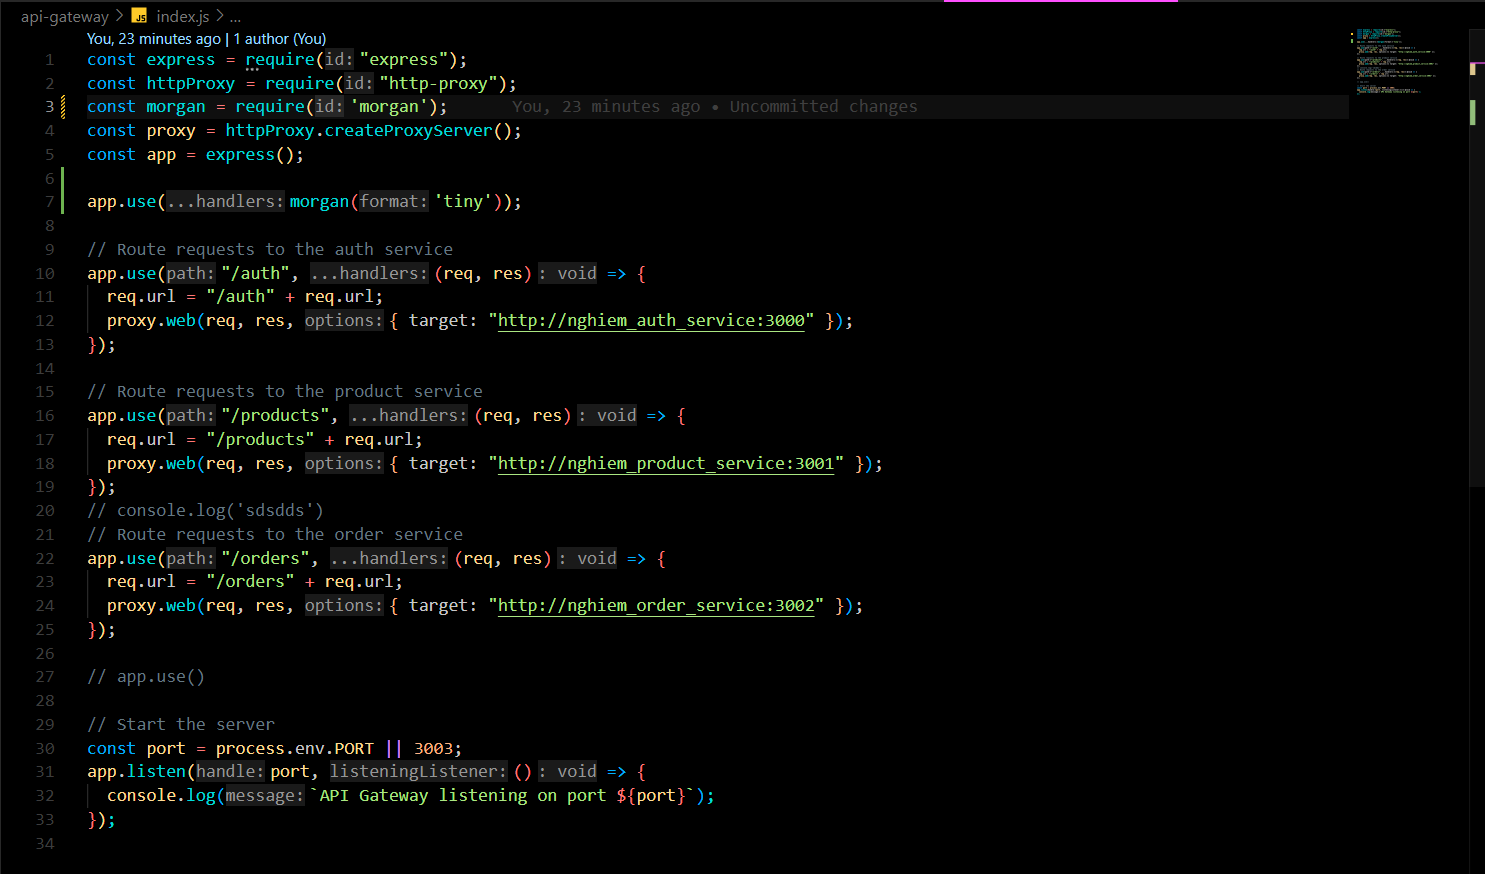 api-gateway > JS index.js > ...
You, 23 minutes ago | 1 author (You)
1 const express = require(id: "express");
2 const httpProxy = require(id: "http-proxy");
3 const morgan = require(id: 'morgan'); You, 23 minutes ago • Uncommitted changes
4 const proxy = httpProxy.createProxyServer();
5 const app = express();
6
7 app.use(...handlers: morgan(format: 'tiny'));
8
9 // Route requests to the auth service
10 app.use(path: "/auth", ...handlers: (req, res) : void => {
11 req.url = "/auth" + req.url;
12 proxy.web(req, res, options: { target: "http://nghiem_auth_service:3000" });
13 });
14
15 // Route requests to the product service
16 app.use(path: "/products", ...handlers: (req, res) : void => {
17 req.url = "/products" + req.url;
18 proxy.web(req, res, options: { target: "http://nghiem_product_service:3001" });
19 });
20 // console.log('sdsdds')
21 // Route requests to the order service
22 app.use(path: "/orders", ...handlers: (req, res) : void => {
23 req.url = "/orders" + req.url;
24 proxy.web(req, res, options: { target: "http://nghiem_order_service:3002" });
25 });
26
27 // app.use()
28
29 // Start the server
30 const port = process.env.PORT || 3003;
31 app.listen(handle: port, listeningListener: () : void => {
32 console.log(message: `API Gateway listening on port ${port}`);
33 });
34